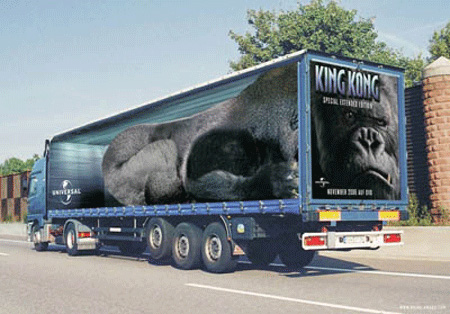 KING KONG
SPECIAL EXTENDED EDITION
UNIVERSAL
NOVEMBER 2006 AUF DVD